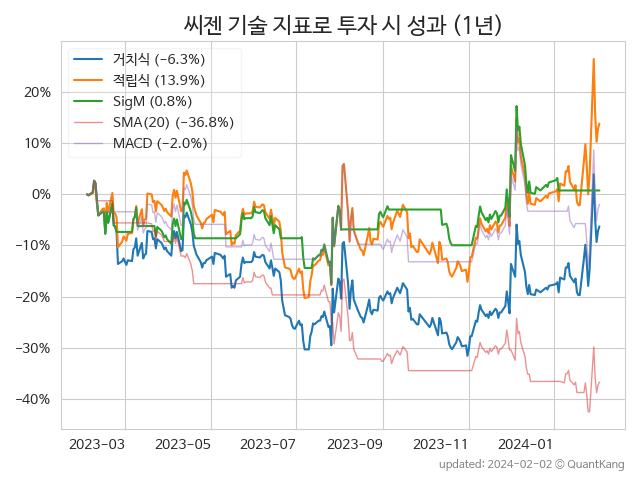 씨젠 기술 지표로 투자 시 성과 (1년)
거치식 (−6.3%)
적립식 (13.9%)
SigM (0.8%)
SMA(20) (−36.8%)
MACD (−2.0%)
20%
10%
0%
−10%
−20%
−30%
−40%
2023-03 2023-05 2023-07 2023-09 2023-11 2024-01
updated: 2024-02-02 © QuantKang